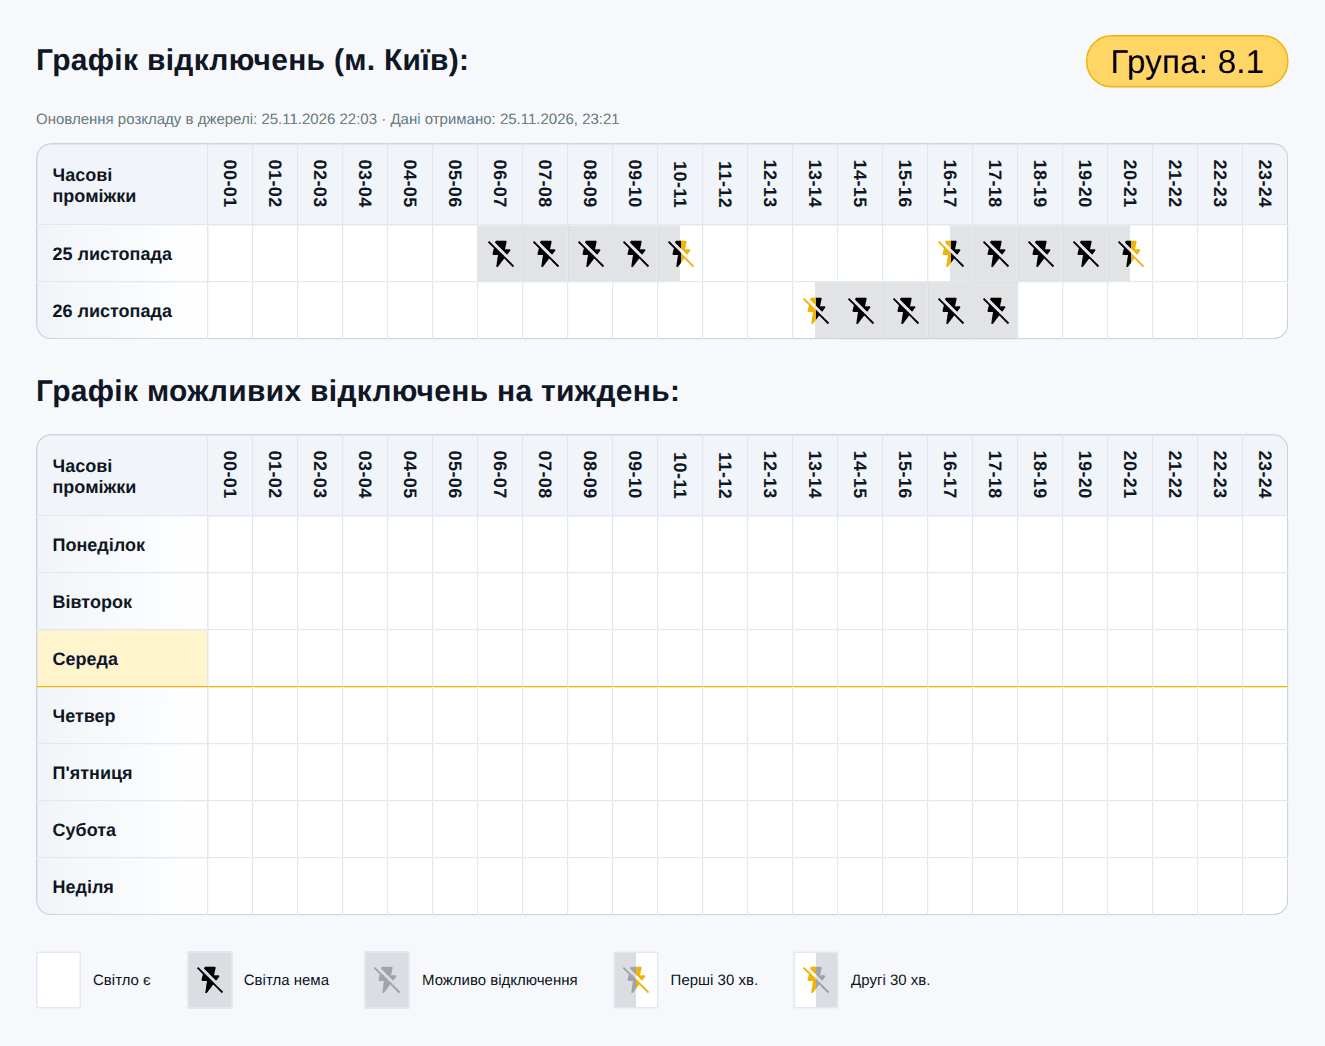 Графік відключень (м. Київ):
Група: 8.1
Оновлення розкладу в джерелі: 25.11.2026 22:03 · Дані отримано: 25.11.2026, 23:21
Часові
проміжки
00-01
01-02
02-03
03-04
04-05
05-06
06-07
07-08
08-09
09-10
10-11
11-12
12-13
13-14
14-15
15-16
16-17
17-18
18-19
19-20
20-21
21-22
22-23
23-24
25 листопада
26 листопада
Графік можливих відключень на тиждень:
Часові
проміжки
00-01
01-02
02-03
03-04
04-05
05-06
06-07
07-08
08-09
09-10
10-11
11-12
12-13
13-14
14-15
15-16
16-17
17-18
18-19
19-20
20-21
21-22
22-23
23-24
Понеділок
Вівторок
Середа
Четвер
П'ятниця
Субота
Неділя
Світло є
Світла нема
Можливо відключення
Перші 30 хв.
Другі 30 хв.